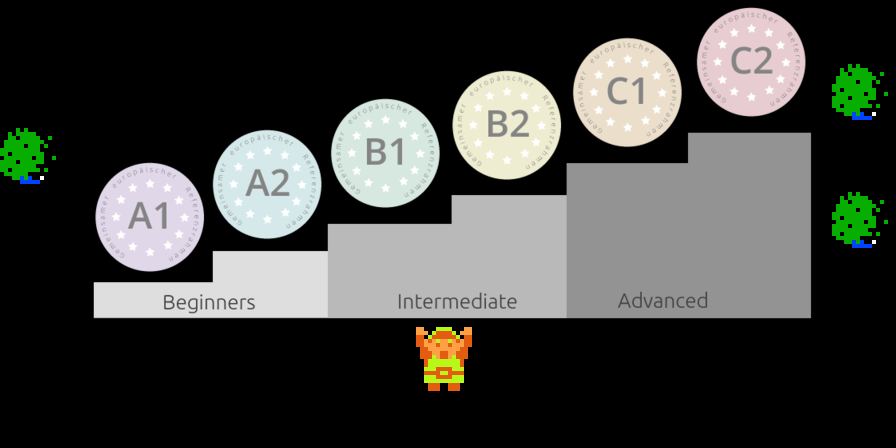 A1
Gemeinsamer europäischer Referenzrahmen
A2
Gemeinsamer europäischer Referenzrahmen
B1
Gemeinsamer europäischer Referenzrahmen
B2
Gemeinsamer europäischer Referenzrahmen
C1
Gemeinsamer europäischer Referenzrahmen
C2
Gemeinsamer europäischer Referenzrahmen
Beginners
Intermediate
Advanced